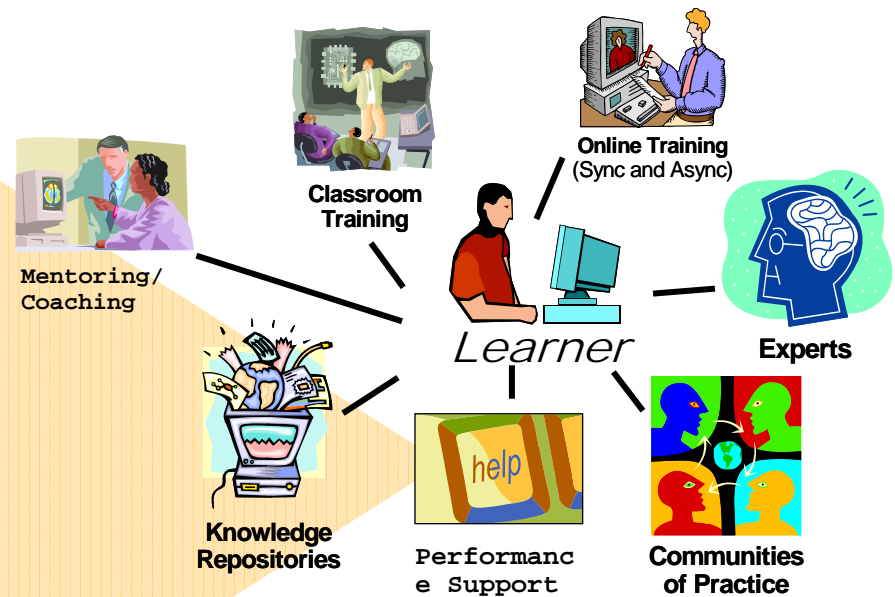 Online Training
(Sync and Async)
Classroom
Training
Mentoring/
Coaching
Learner
Experts
help
Knowledge
Repositories
Performanc
e Support
Communities
of Practice